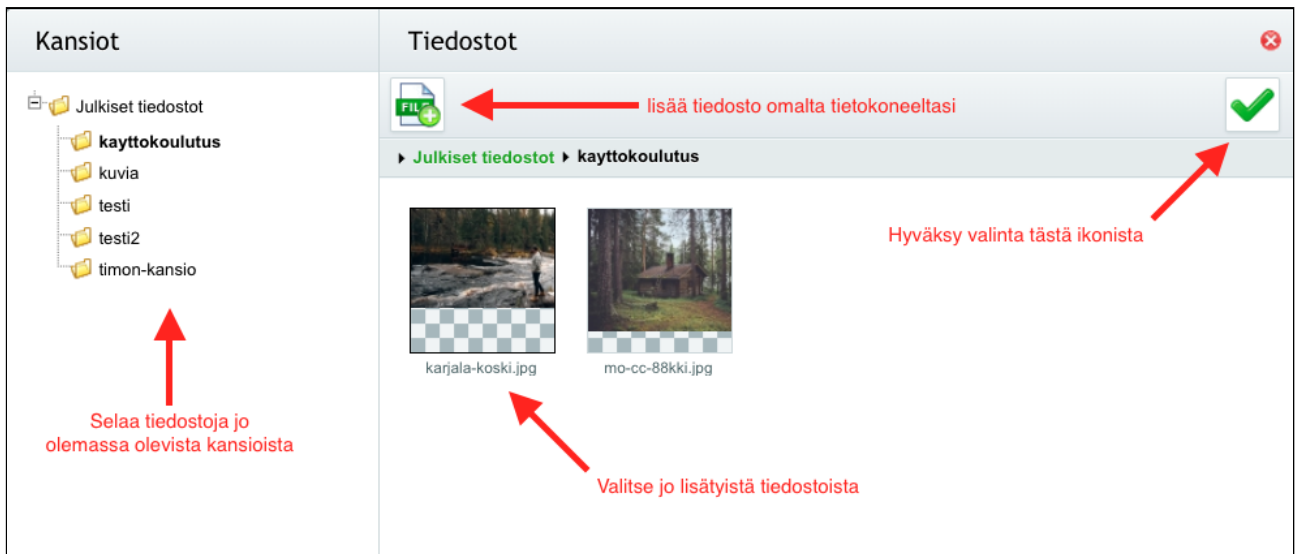 Kansiot
Tiedostot
Julkiset tiedostot
kayttokoulutus
kuvia
testi
testi2
timon-kansio
Selaa tiedostoja jo
olemassa olevista kansioista
FILE
lisää tiedosto omalta tietokoneeltasi
Julkiset tiedostot kayttokoulutus
Hyväksy valinta tästä ikonista
karjala-koski.jpg
mo-cc-88kki.jpg
Valitse jo lisätyistä tiedostoista